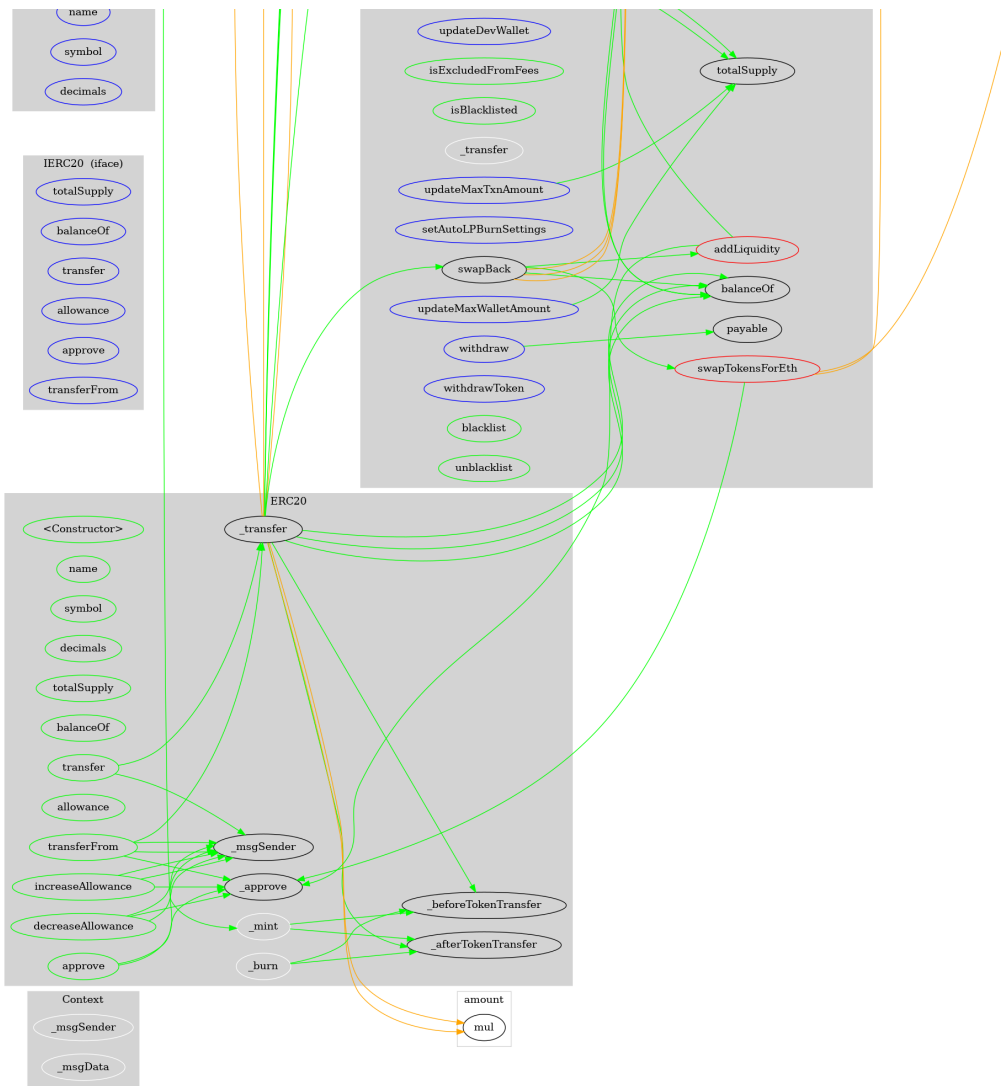 name
symbol
decimals
IERC20  (iface)
totalSupply
balanceOf
transfer
allowance
approve
transferFrom
updateDevWallet
isExcludedFromFees
isBlacklisted
_transfer
updateMaxTxnAmount
setAutoLPBurnSettings
swapBack
updateMaxWalletAmount
withdraw
withdrawToken
blacklist
unblacklist
totalSupply
addLiquidity
balanceOf
payable
swapTokensForEth
ERC20
<Constructor>
name
symbol
decimals
totalSupply
balanceOf
transfer
allowance
transferFrom
increaseAllowance
decreaseAllowance
approve
_transfer
_msgSender
_approve
_mint
_burn
_beforeTokenTransfer
_afterTokenTransfer
Context
_msgSender
_msgData
amount
mul